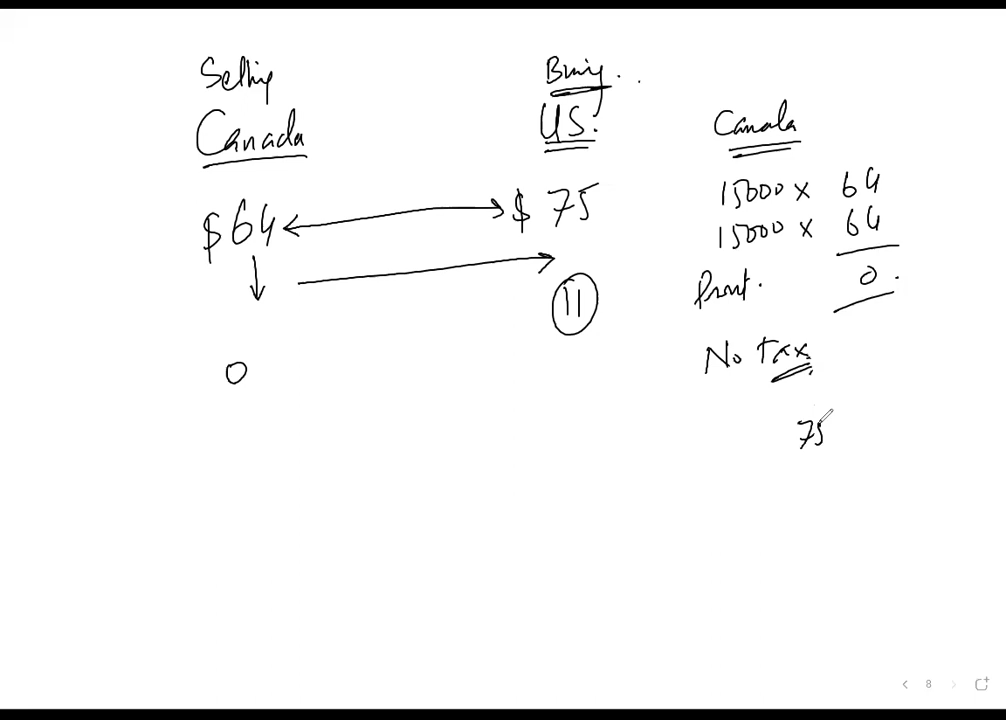 Selling
Canada
$64
0
Buying..
US:
$ 75
11
Canada
15000 x 64
15000 x 64
Profit. 0.
No tax
75
8